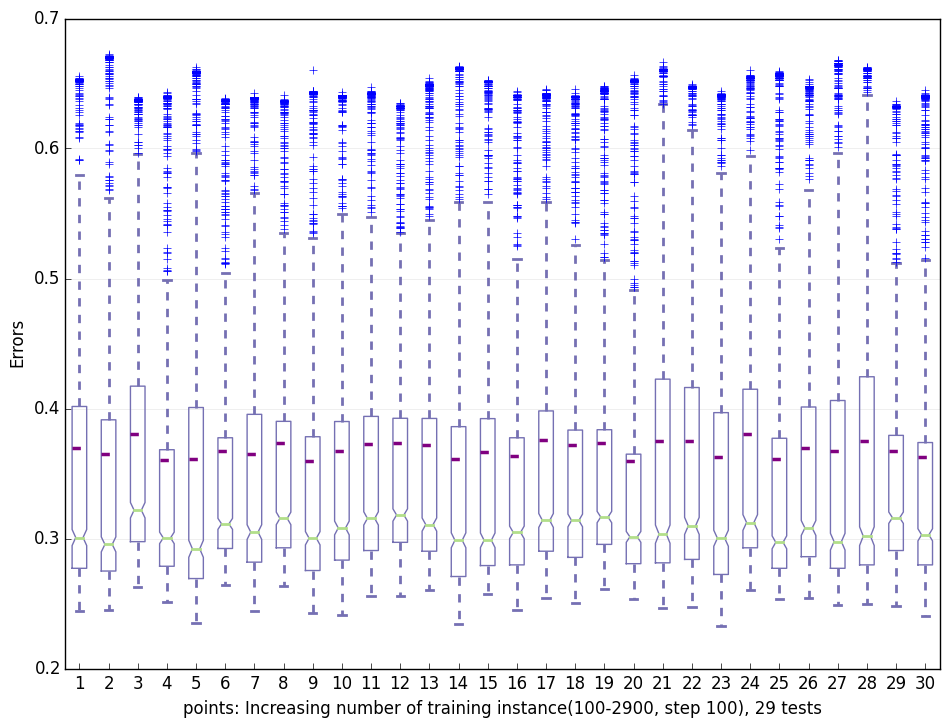 0.7
0.6
0.5
0.4
0.3
0.2
Errors
1 2 3 4 5 6 7 8 9 10 11 12 13 14 15 16 17 18 19 20 21 22 23 24 25 26 27 28 29 30
points: Increasing number of training instance(100-2900, step 100), 29 tests